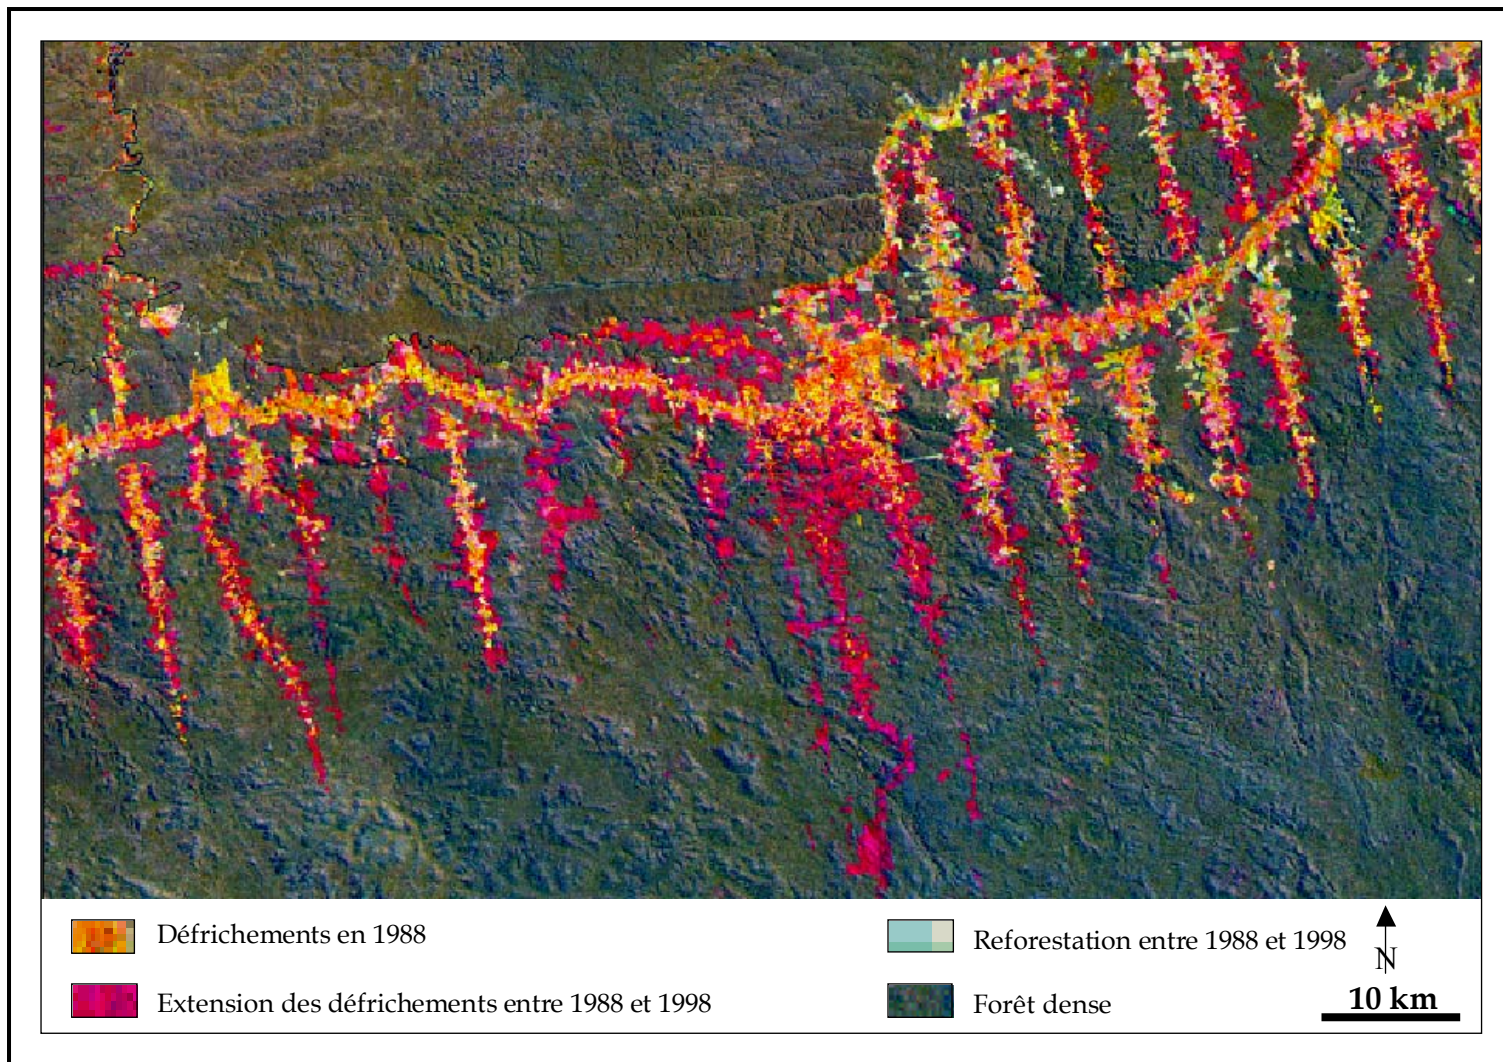 Défrichements en 1988
Extension des défrichements entre 1988 et 1998
Reforestation entre 1988 et 1998
Forêt dense
N
10 km